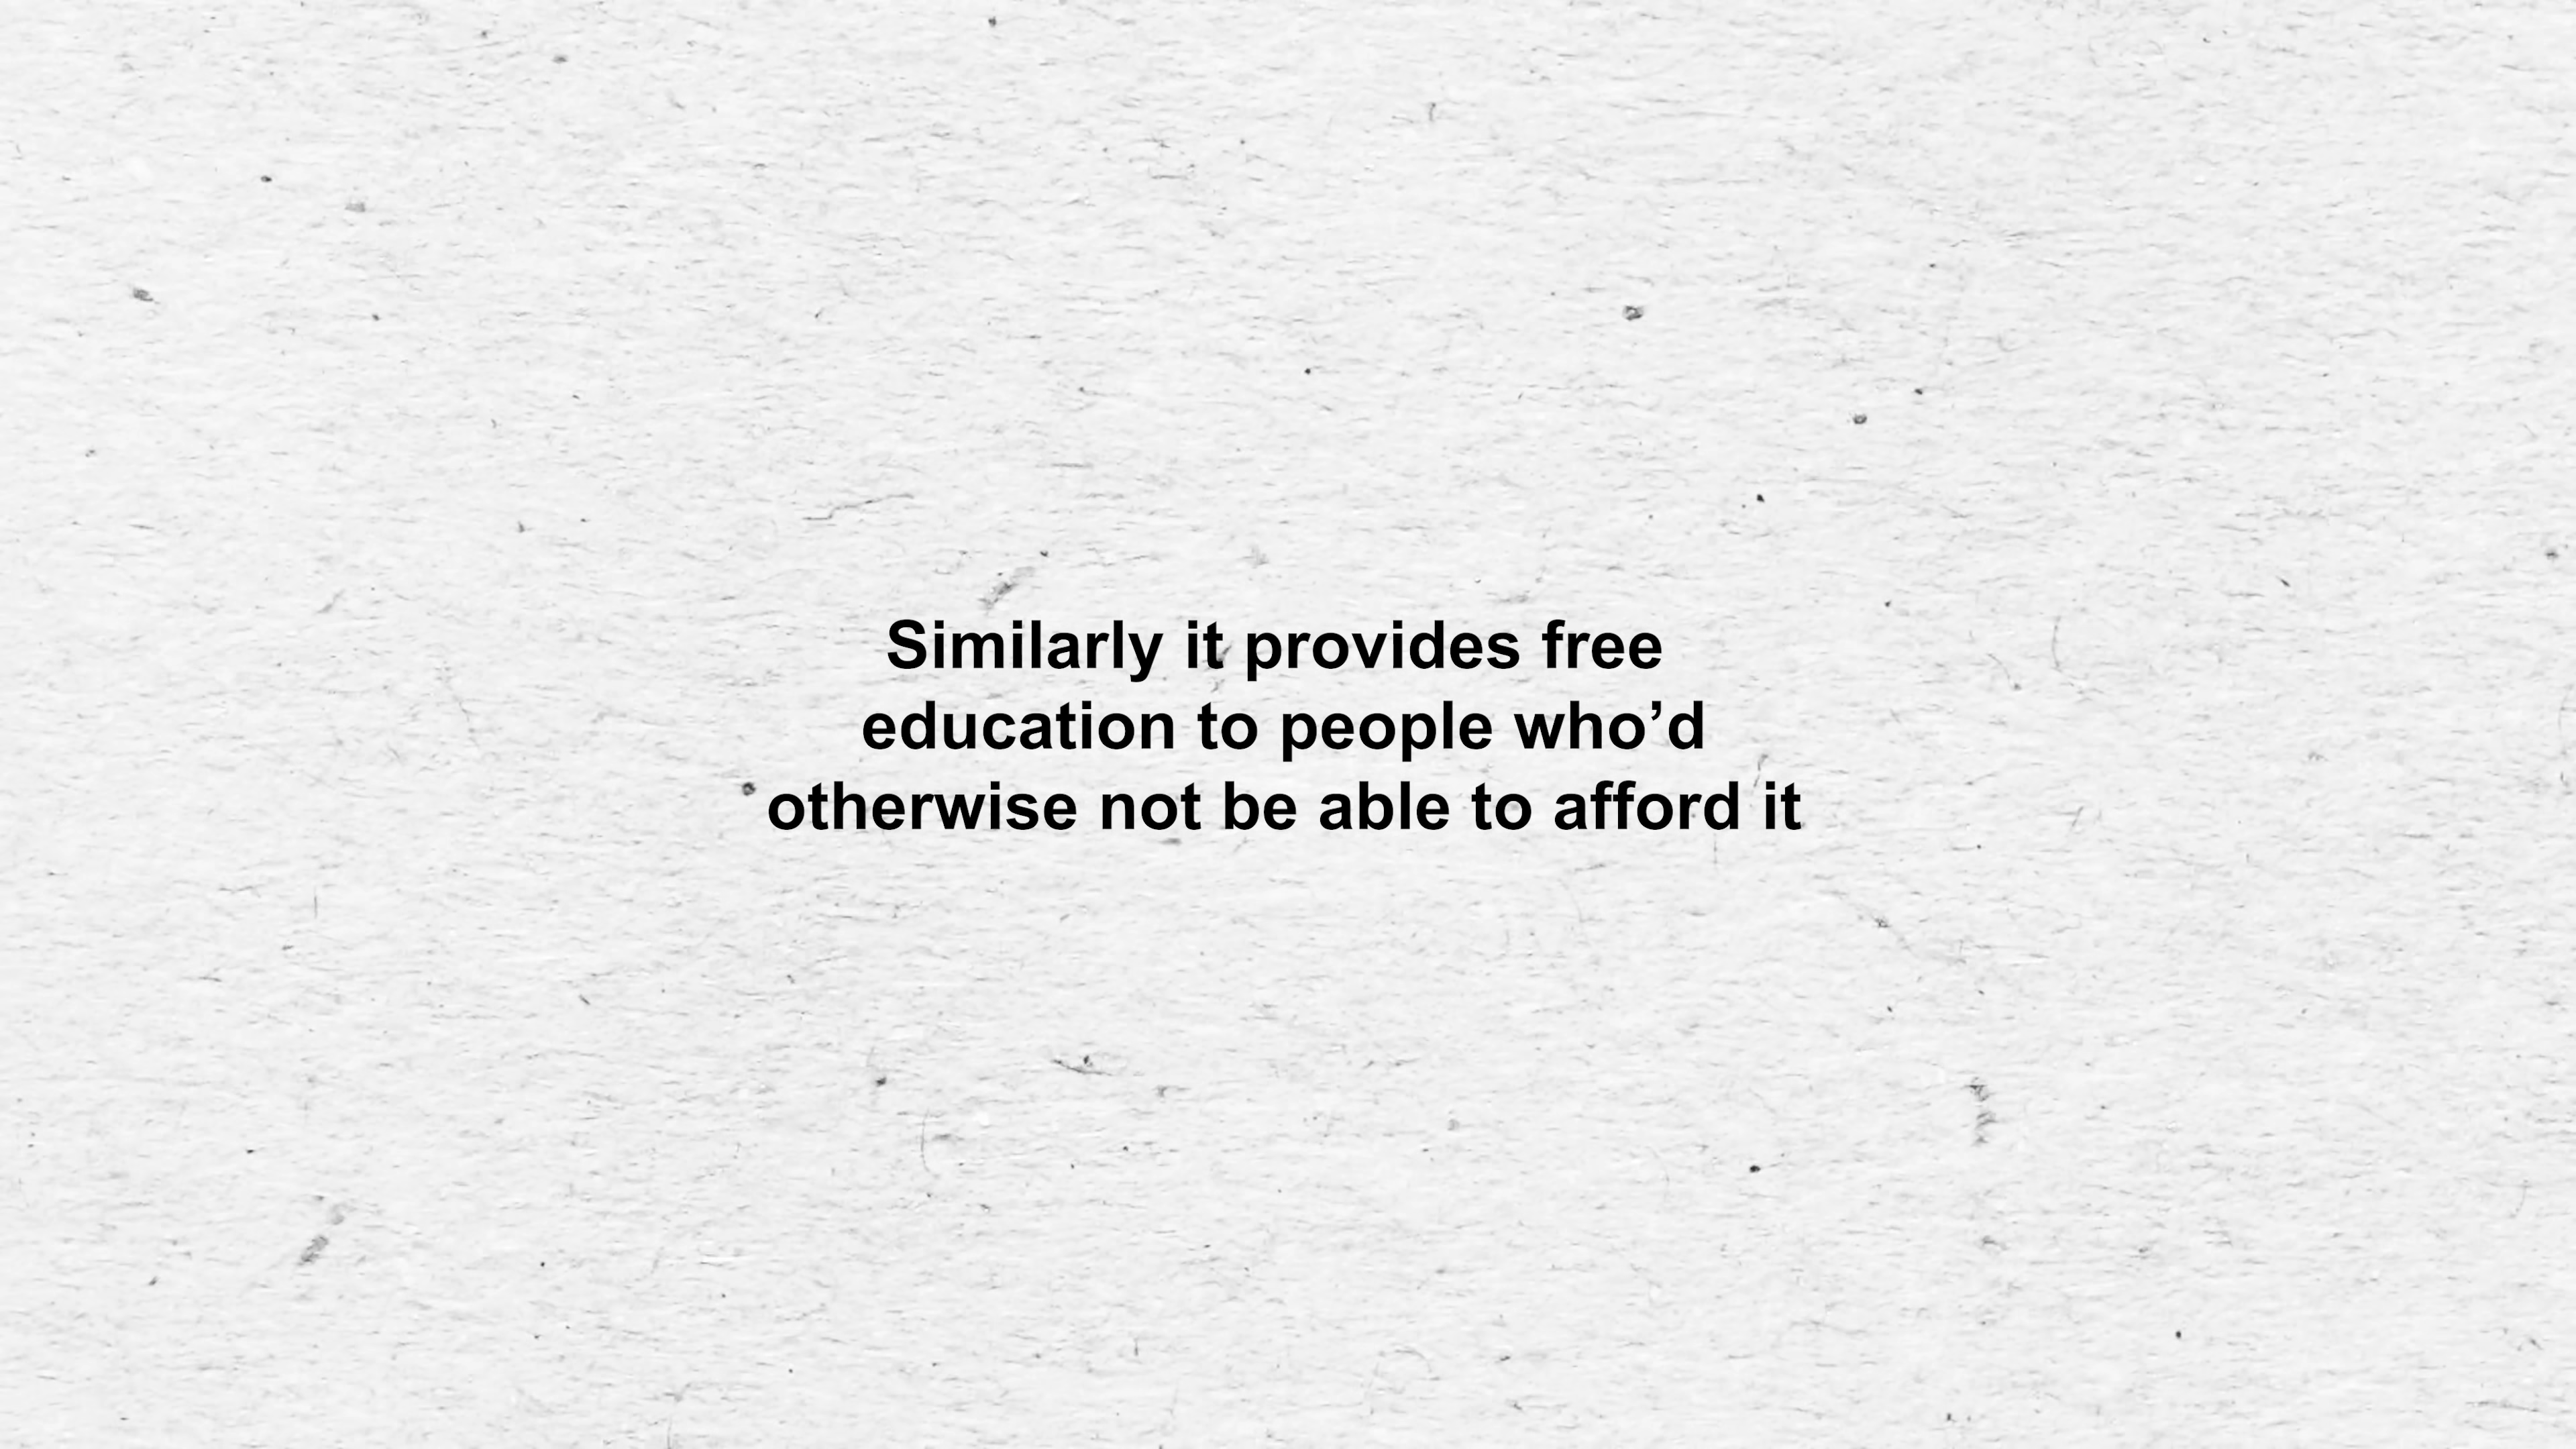 Similarly it provides free
education to people who’d
otherwise not be able to afford it